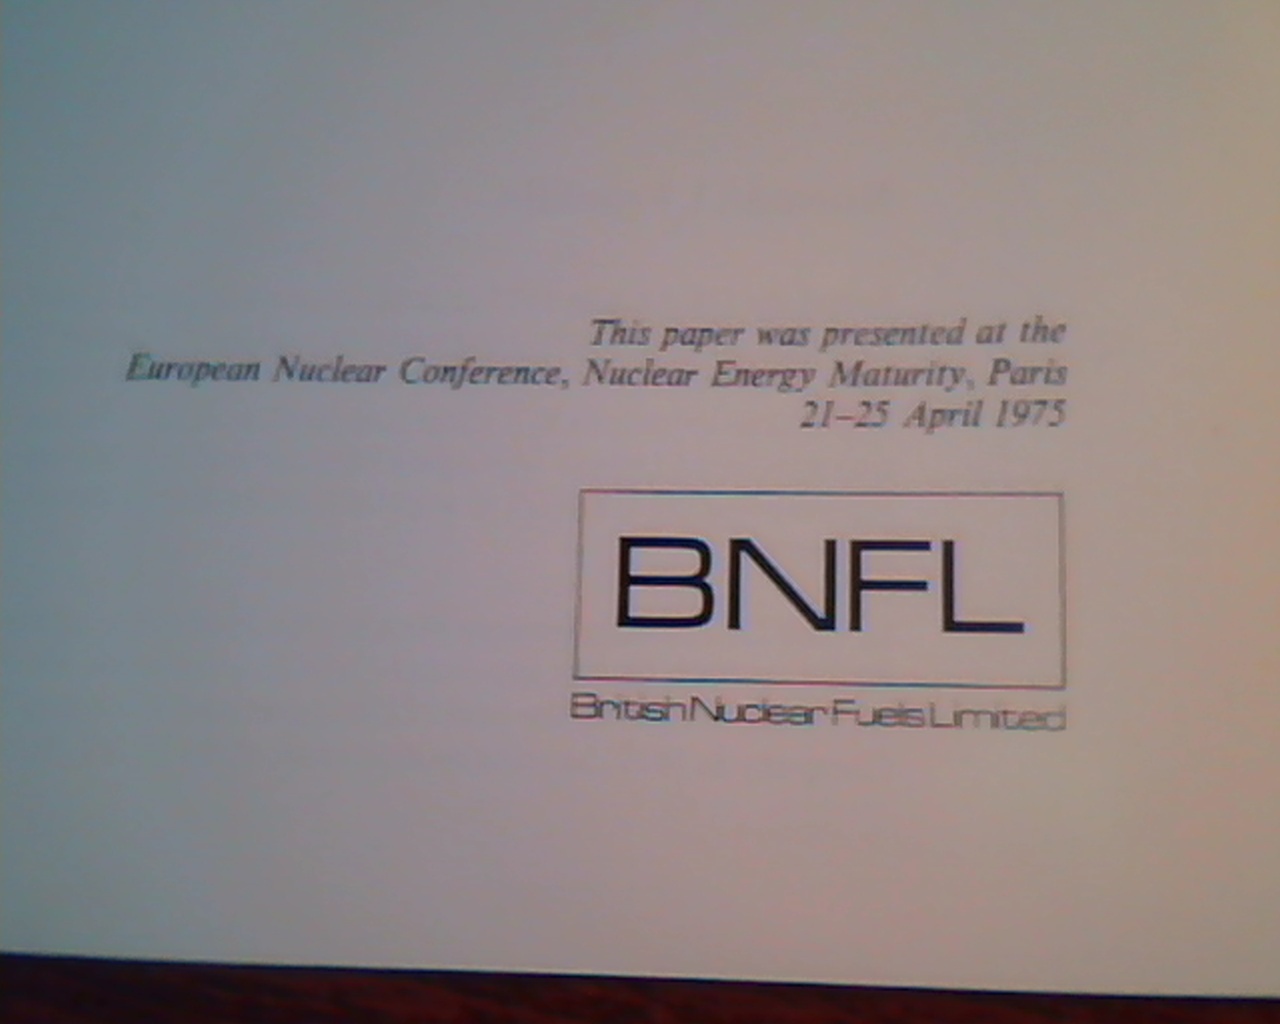 This paper was presented at the
European Nuclear Conference, Nuclear Energy Maturity, Paris
21–25 April 1975
BNFL
British Nuclear Fuels Limited